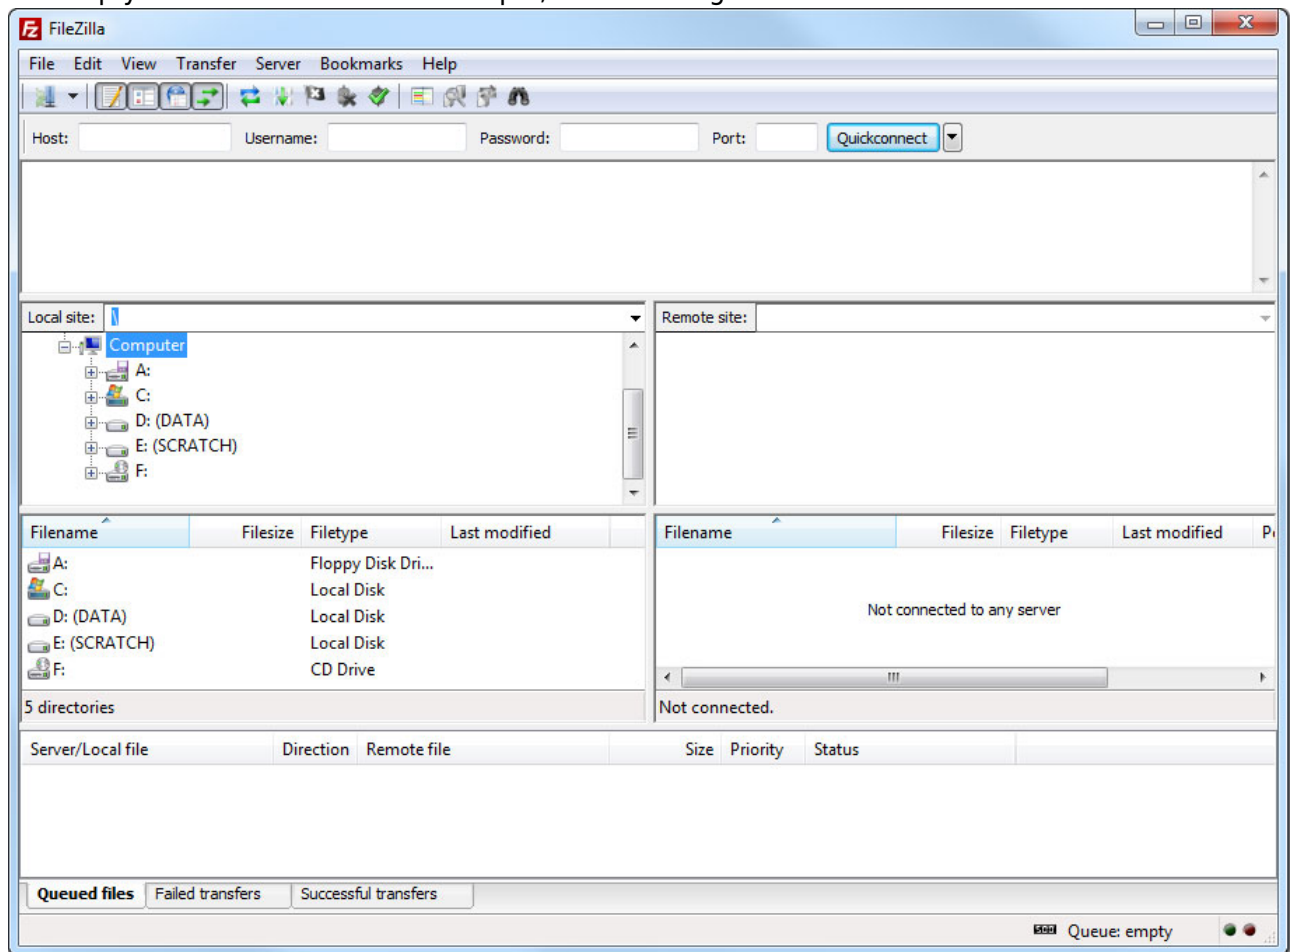 FileZilla
File Edit View Transfer Server Bookmarks Help
Host: Username: Password: Port: Quickconnect
Local site: \ Remote site:
Computer
A:
C:
D: (DATA)
E: (SCRATCH)
F:
Filename Filesize Filetype Last modified
A: Floppy Disk Dri...
C: Local Disk
D: (DATA) Local Disk
E: (SCRATCH) Local Disk
F: CD Drive
5 directories
Filename Filesize Filetype Last modified
Not connected to any server
Not connected.
Server/Local file Direction Remote file Size Priority Status
Queued files Failed transfers Successful transfers
Queue: empty